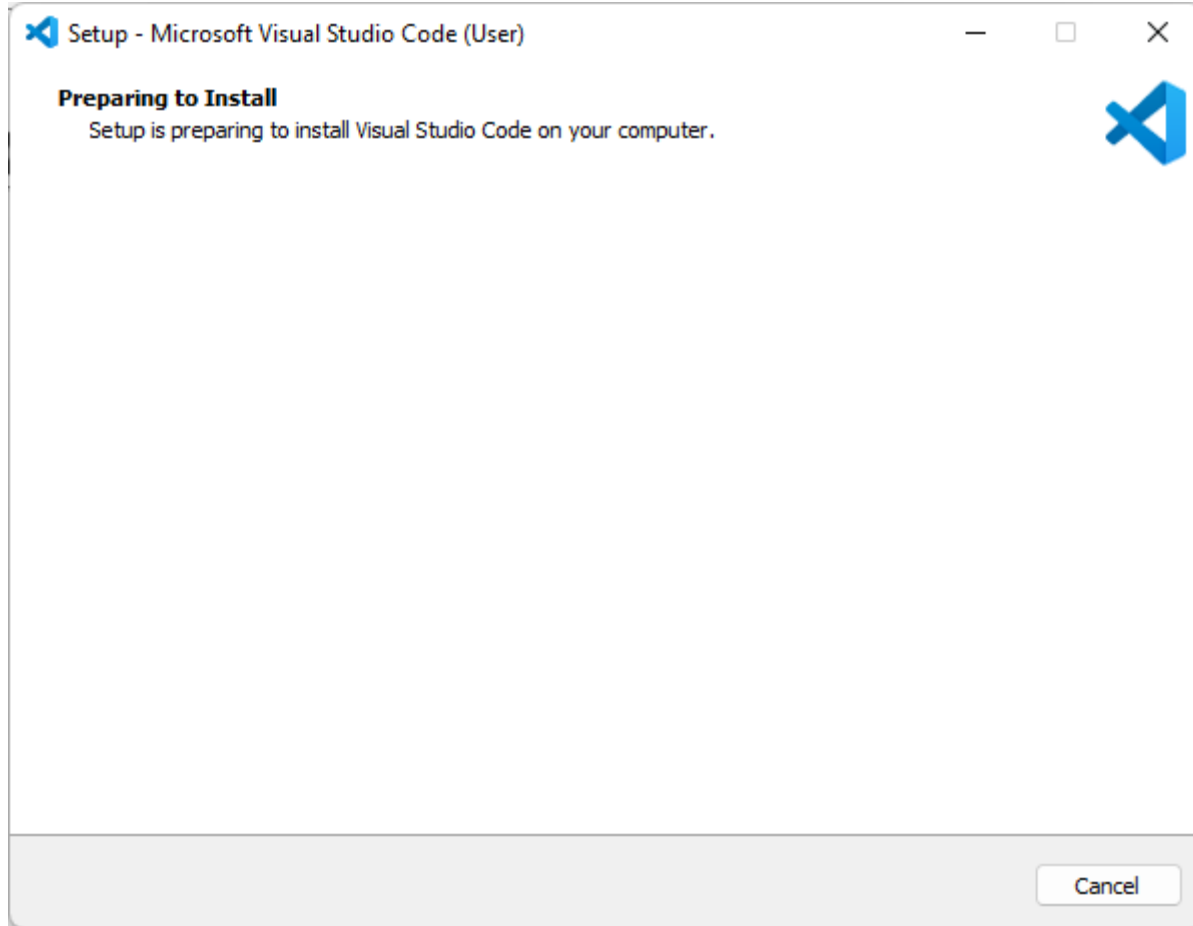 Setup - Microsoft Visual Studio Code (User)
Preparing to Install
Setup is preparing to install Visual Studio Code on your computer.
Cancel